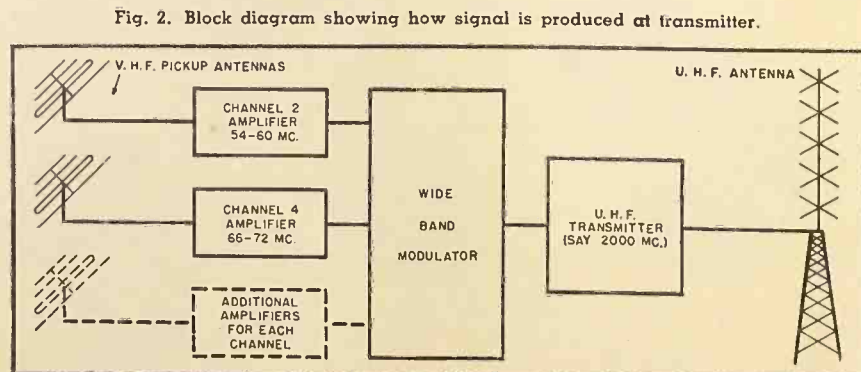 Fig. 2. Block diagram showing how signal is produced at transmitter.
V. H. F. PICKUP ANTENNAS
U. H. F. ANTENNA
CHANNEL 2
AMPLIFIER
54-60 MC.
CHANNEL 4
AMPLIFIER
66-72 MC.
ADDITIONAL
AMPLIFIERS
FOR EACH
CHANNEL
WIDE
BAND
MODULATOR
U. H. F.
TRANSMITTER
(SAY 2000 MC.)